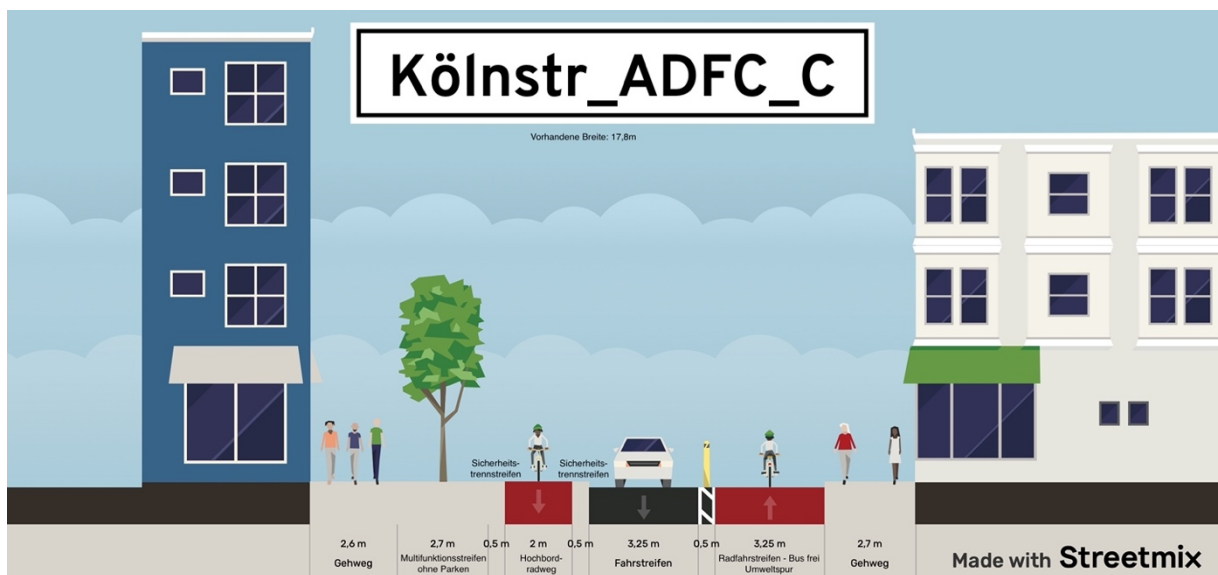 Kölnstr_ADFC_C
Vorhandene Breite: 17,8m
Sicherheits-
trennstreifen
Sicherheits-
trennstreifen
2,6 m
Gehweg
2,7 m
Multifunktionsstreifen
ohne Parken
0,5 m
2 m
Hochbord-
radweg
0,5 m
3,25 m
Fahrstreifen
0,5 m
3,25 m
Radfahrstreifen - Bus frei
Umweltspur
2,7 m
Gehweg
Made with Streetmix